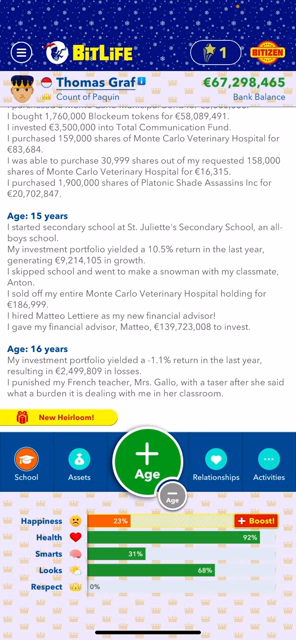 BITLIFE
1
BITIZEN
Thomas Graf
€67,298,465
Count of Paquin
Bank Balance
I bought 1,760,000 Blockeum tokens for €58,089,491.
I invested €3,500,000 into Total Communication Fund.
I purchased 159,000 shares of Monte Carlo Veterinary Hospital for
€83,684.
I was able to purchase 30,999 shares out of my requested 158,000
shares of Monte Carlo Veterinary Hospital for €16,315.
I purchased 1,900,000 shares of Platonic Shade Assassins Inc for
€20,702,847.
Age: 15 years
I started secondary school at St. Juliette's Secondary School, an all-
boys school.
My investment portfolio yielded a 10.5% return in the last year,
generating €9,214,105 in growth.
I skipped school and went to make a snowman with my classmate,
Anton.
I sold off my entire Monte Carlo Veterinary Hospital holding for
€186,999.
I hired Matteo Lettiere as my new financial advisor!
I gave my financial advisor, Matteo, €139,723,008 to invest.
Age: 16 years
My investment portfolio yielded a -1.1% return in the last year,
resulting in €2,499,809 in losses.
I punished my French teacher, Mrs. Gallo, with a taser after she said
what a burden it is dealing with me in her classroom.
New Heirloom!
+
Age
Age
School
Assets
Relationships
Activities
Happiness
23%
+ Boost!
Health
92%
Smarts
31%
Looks
68%
Respect
0%